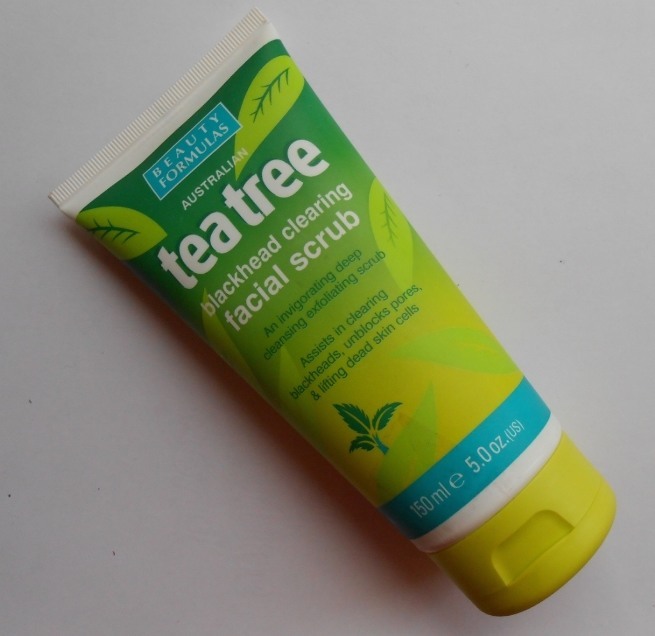 BEAUTY
FORMULAS
AUSTRALIAN
tea tree
blackhead clearing
facial scrub
An invigorating deep
cleansing exfoliating scrub
Assists in clearing
blackheads, unblocks pores,
& lifting dead skin cells
150 ml e 5.0 oz.(US)